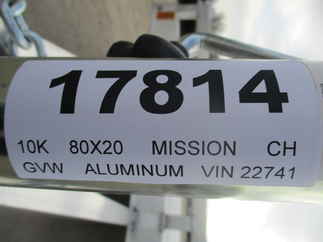 17814
10K 80X20 MISSION CH
GVW ALUMINUM VIN 22741